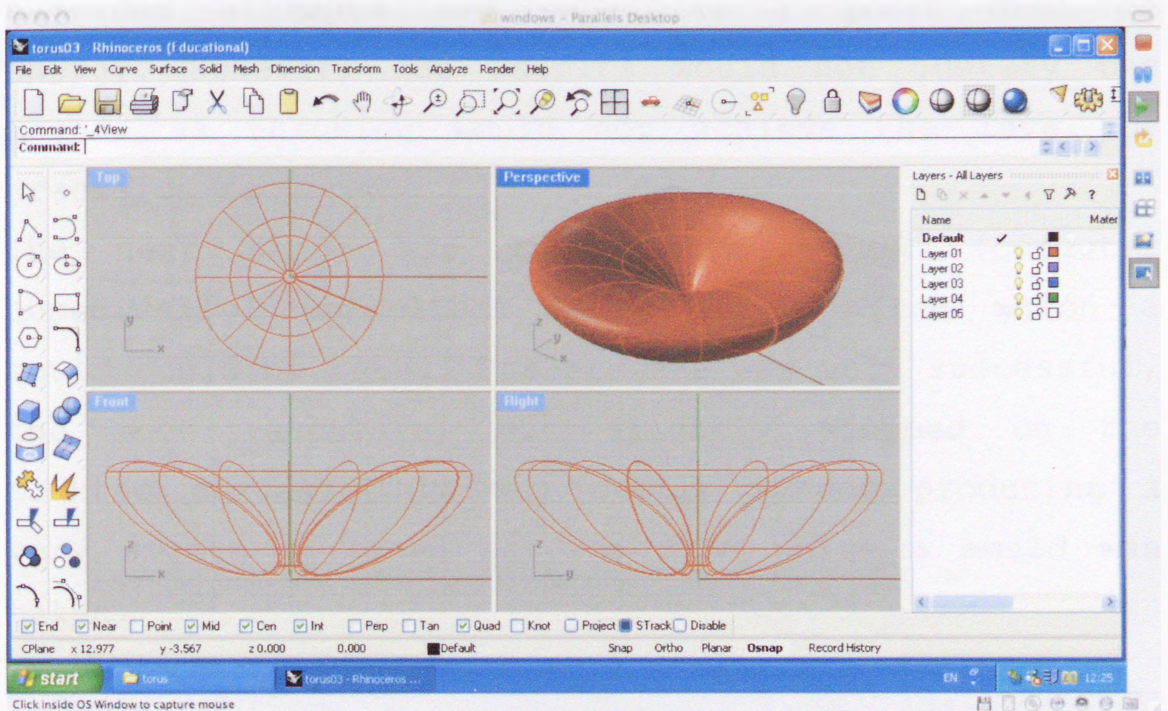 windows - Parallels Desktop
torus03 - Rhinoceros (Educational)
File Edit View Curve Surface Solid Mesh Dimension Transform Tools Analyze Render Help
Command: '_4View
Command:
Top
Perspective
Layers - All Layers
?
Name Mater
Default
Layer 01
Layer 02
Layer 03
Layer 04
Layer 05
y
x
z
y
x
Front
Right
z
x
z
y
End Near Point Mid Cen Int Perp Tan Quad Knot Project STrack Disable
CPlane x 12.977 y -3.567 z 0.000 0.000 Default Snap Ortho Planar Osnap Record History
start torus torus03 - Rhinoceros ... EN 12:25
Click inside OS Window to capture mouse